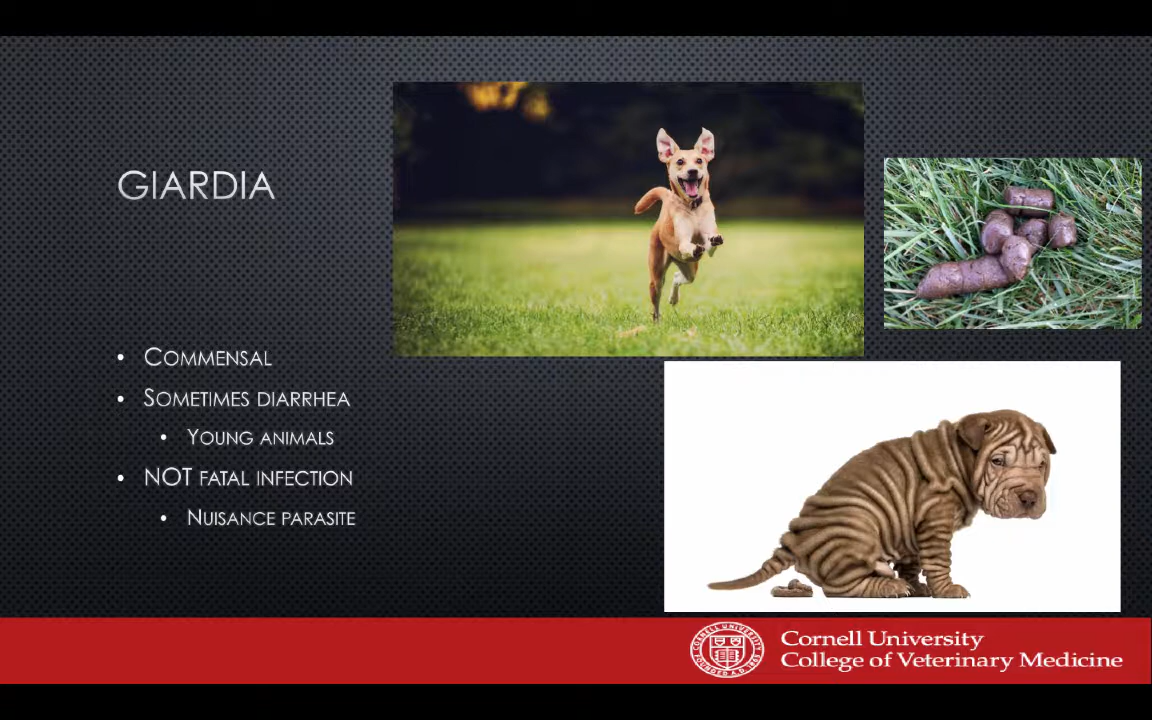 GIARDIA
• COMMENSAL
• SOMETIMES DIARRHEA
• YOUNG ANIMALS
• NOT FATAL INFECTION
• NUISANCE PARASITE
Cornell University
College of Veterinary Medicine